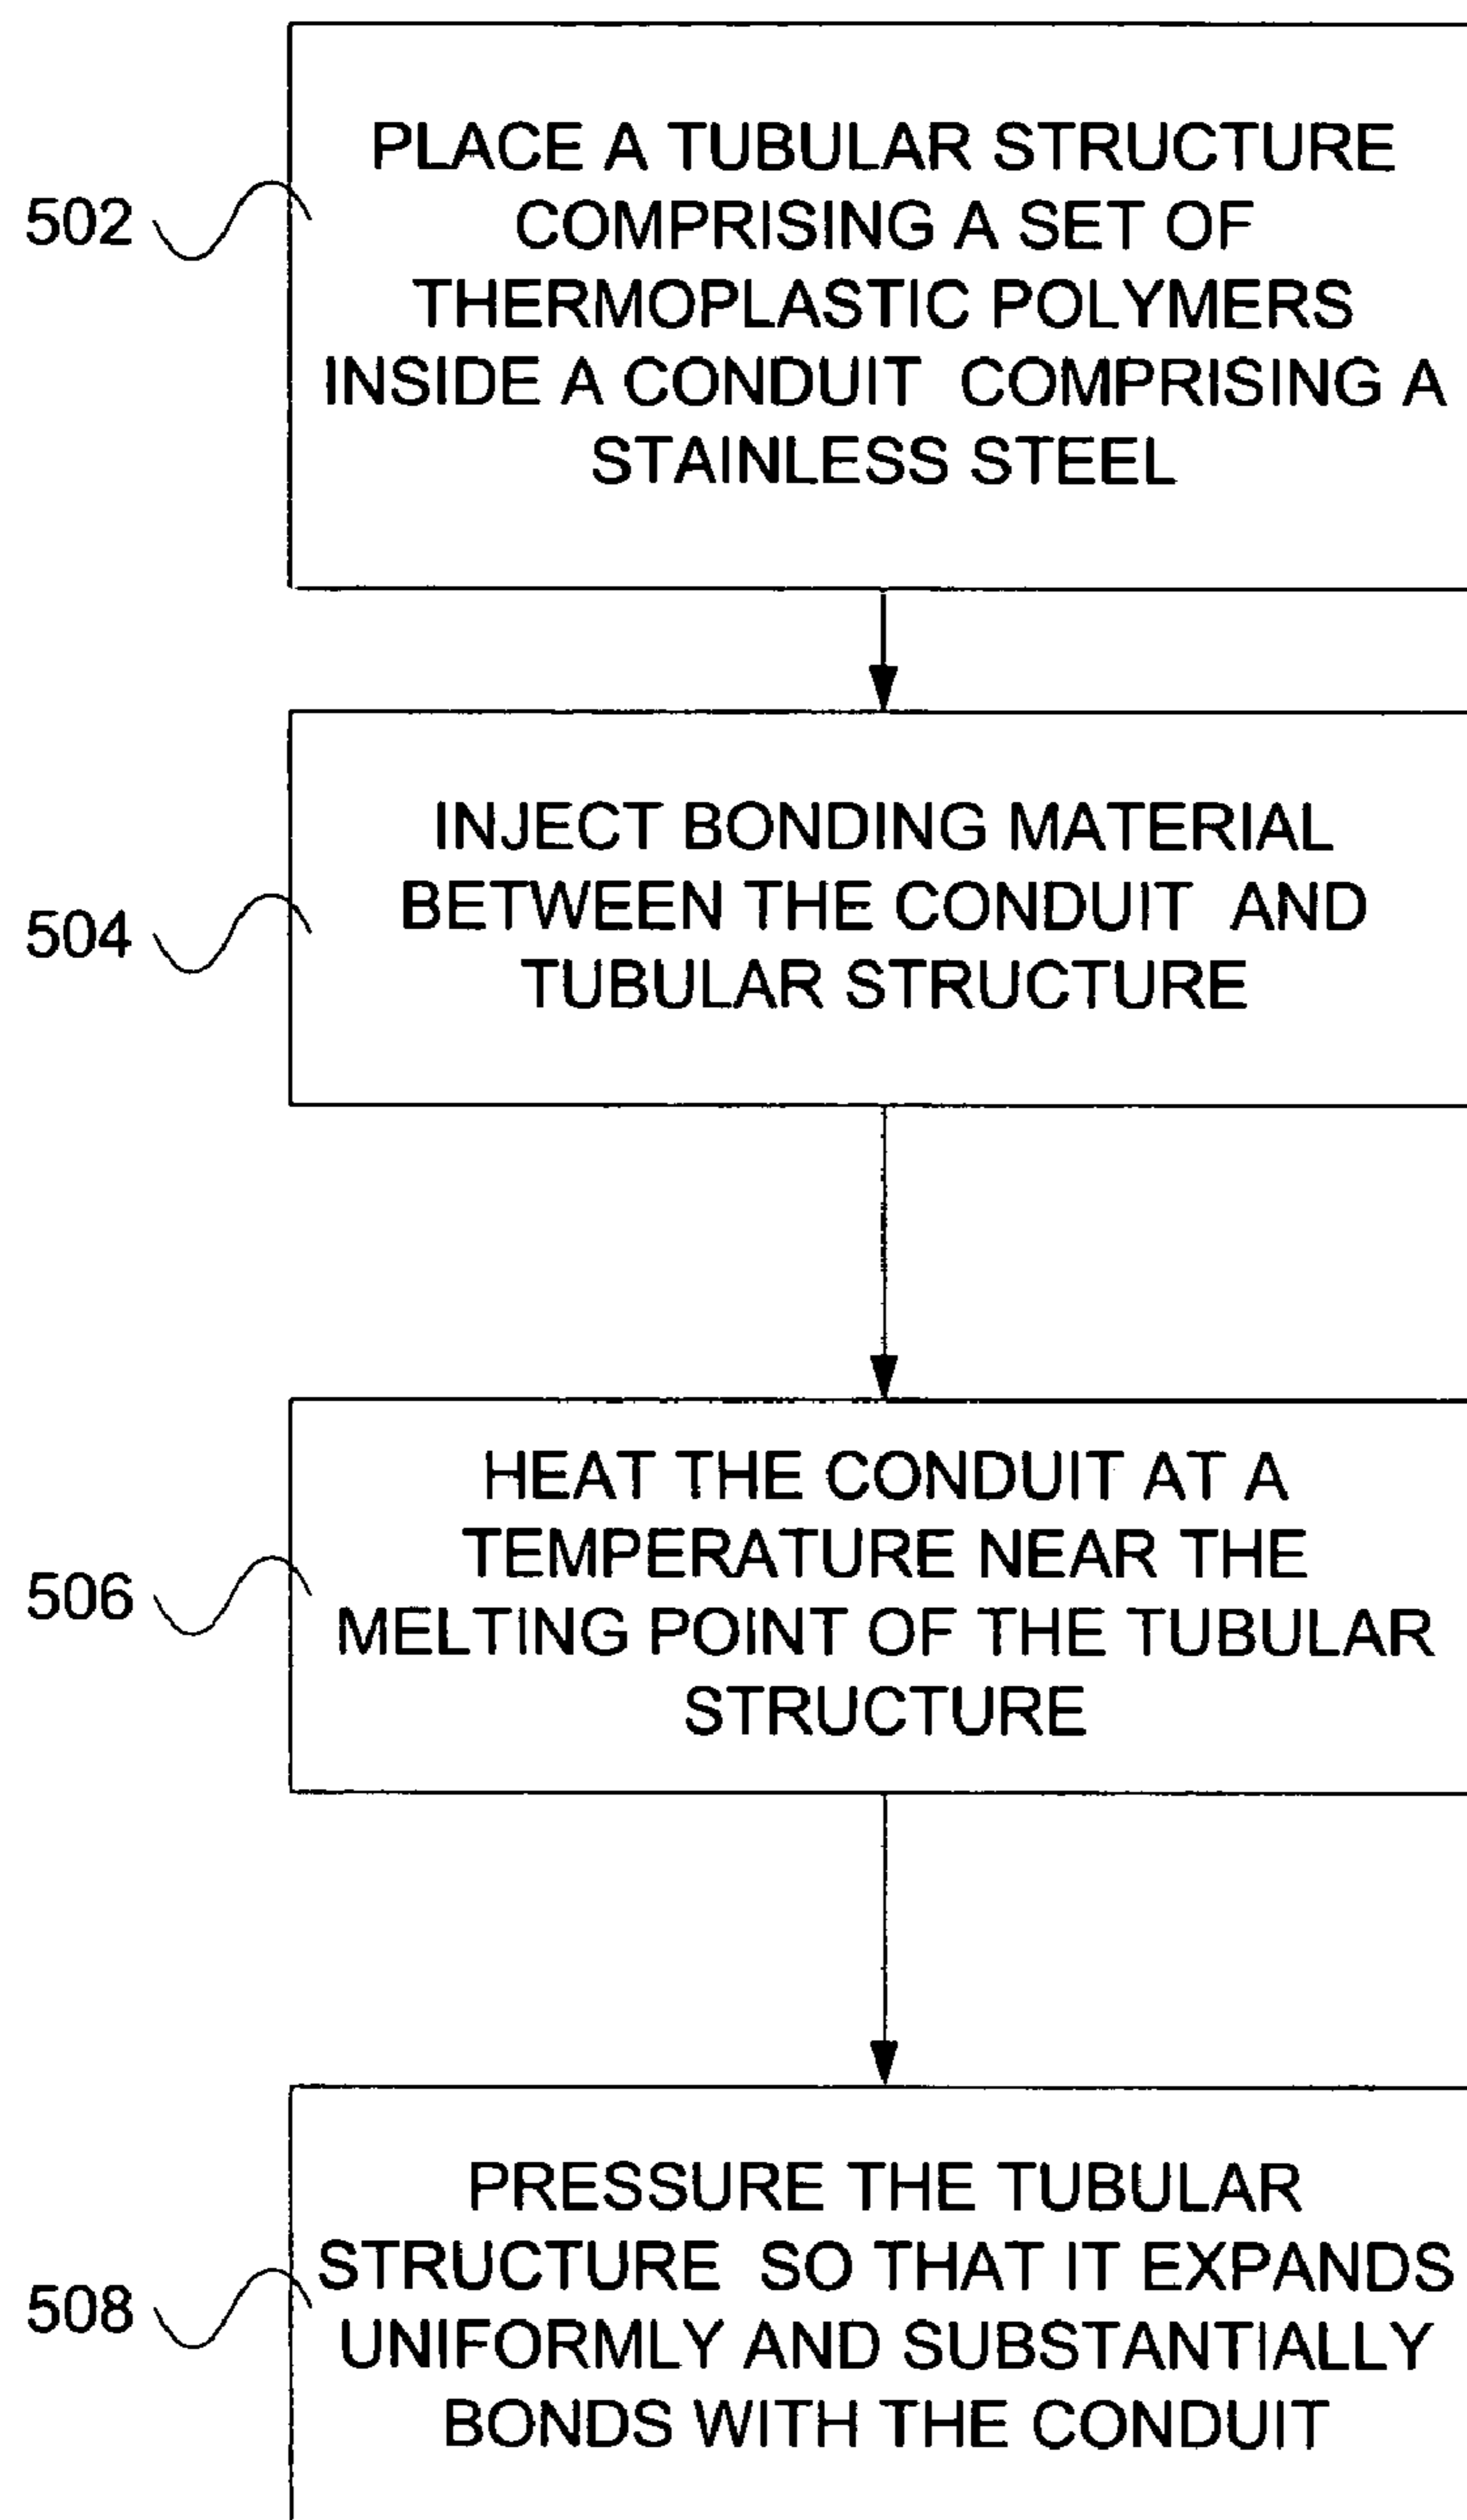 PLACE A TUBULAR STRUCTURE
COMPRISING A SET OF
THERMOPLASTIC POLYMERS
INSIDE A CONDUIT COMPRISING A
STAINLESS STEEL
502
INJECT BONDING MATERIAL
BETWEEN THE CONDUIT AND
TUBULAR STRUCTURE
504
HEAT THE CONDUIT AT A
TEMPERATURE NEAR THE
MELTING POINT OF THE TUBULAR
STRUCTURE
506
PRESSURE THE TUBULAR
STRUCTURE SO THAT IT EXPANDS
UNIFORMLY AND SUBSTANTIALLY
BONDS WITH THE CONDUIT
508